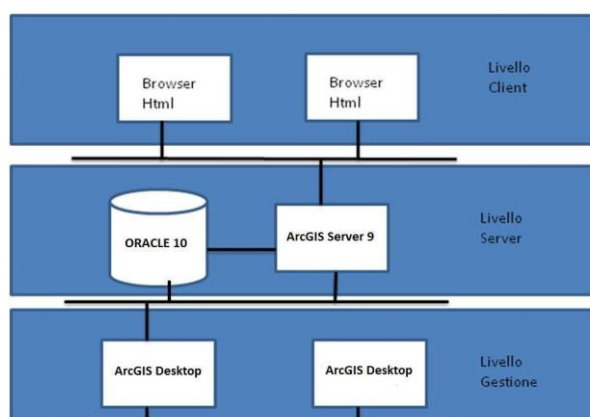 Browser
Html
Browser
Html
Livello
Client
ORACLE 10
ArcGIS Server 9
Livello
Server
ArcGIS Desktop
ArcGIS Desktop
Livello
Gestione